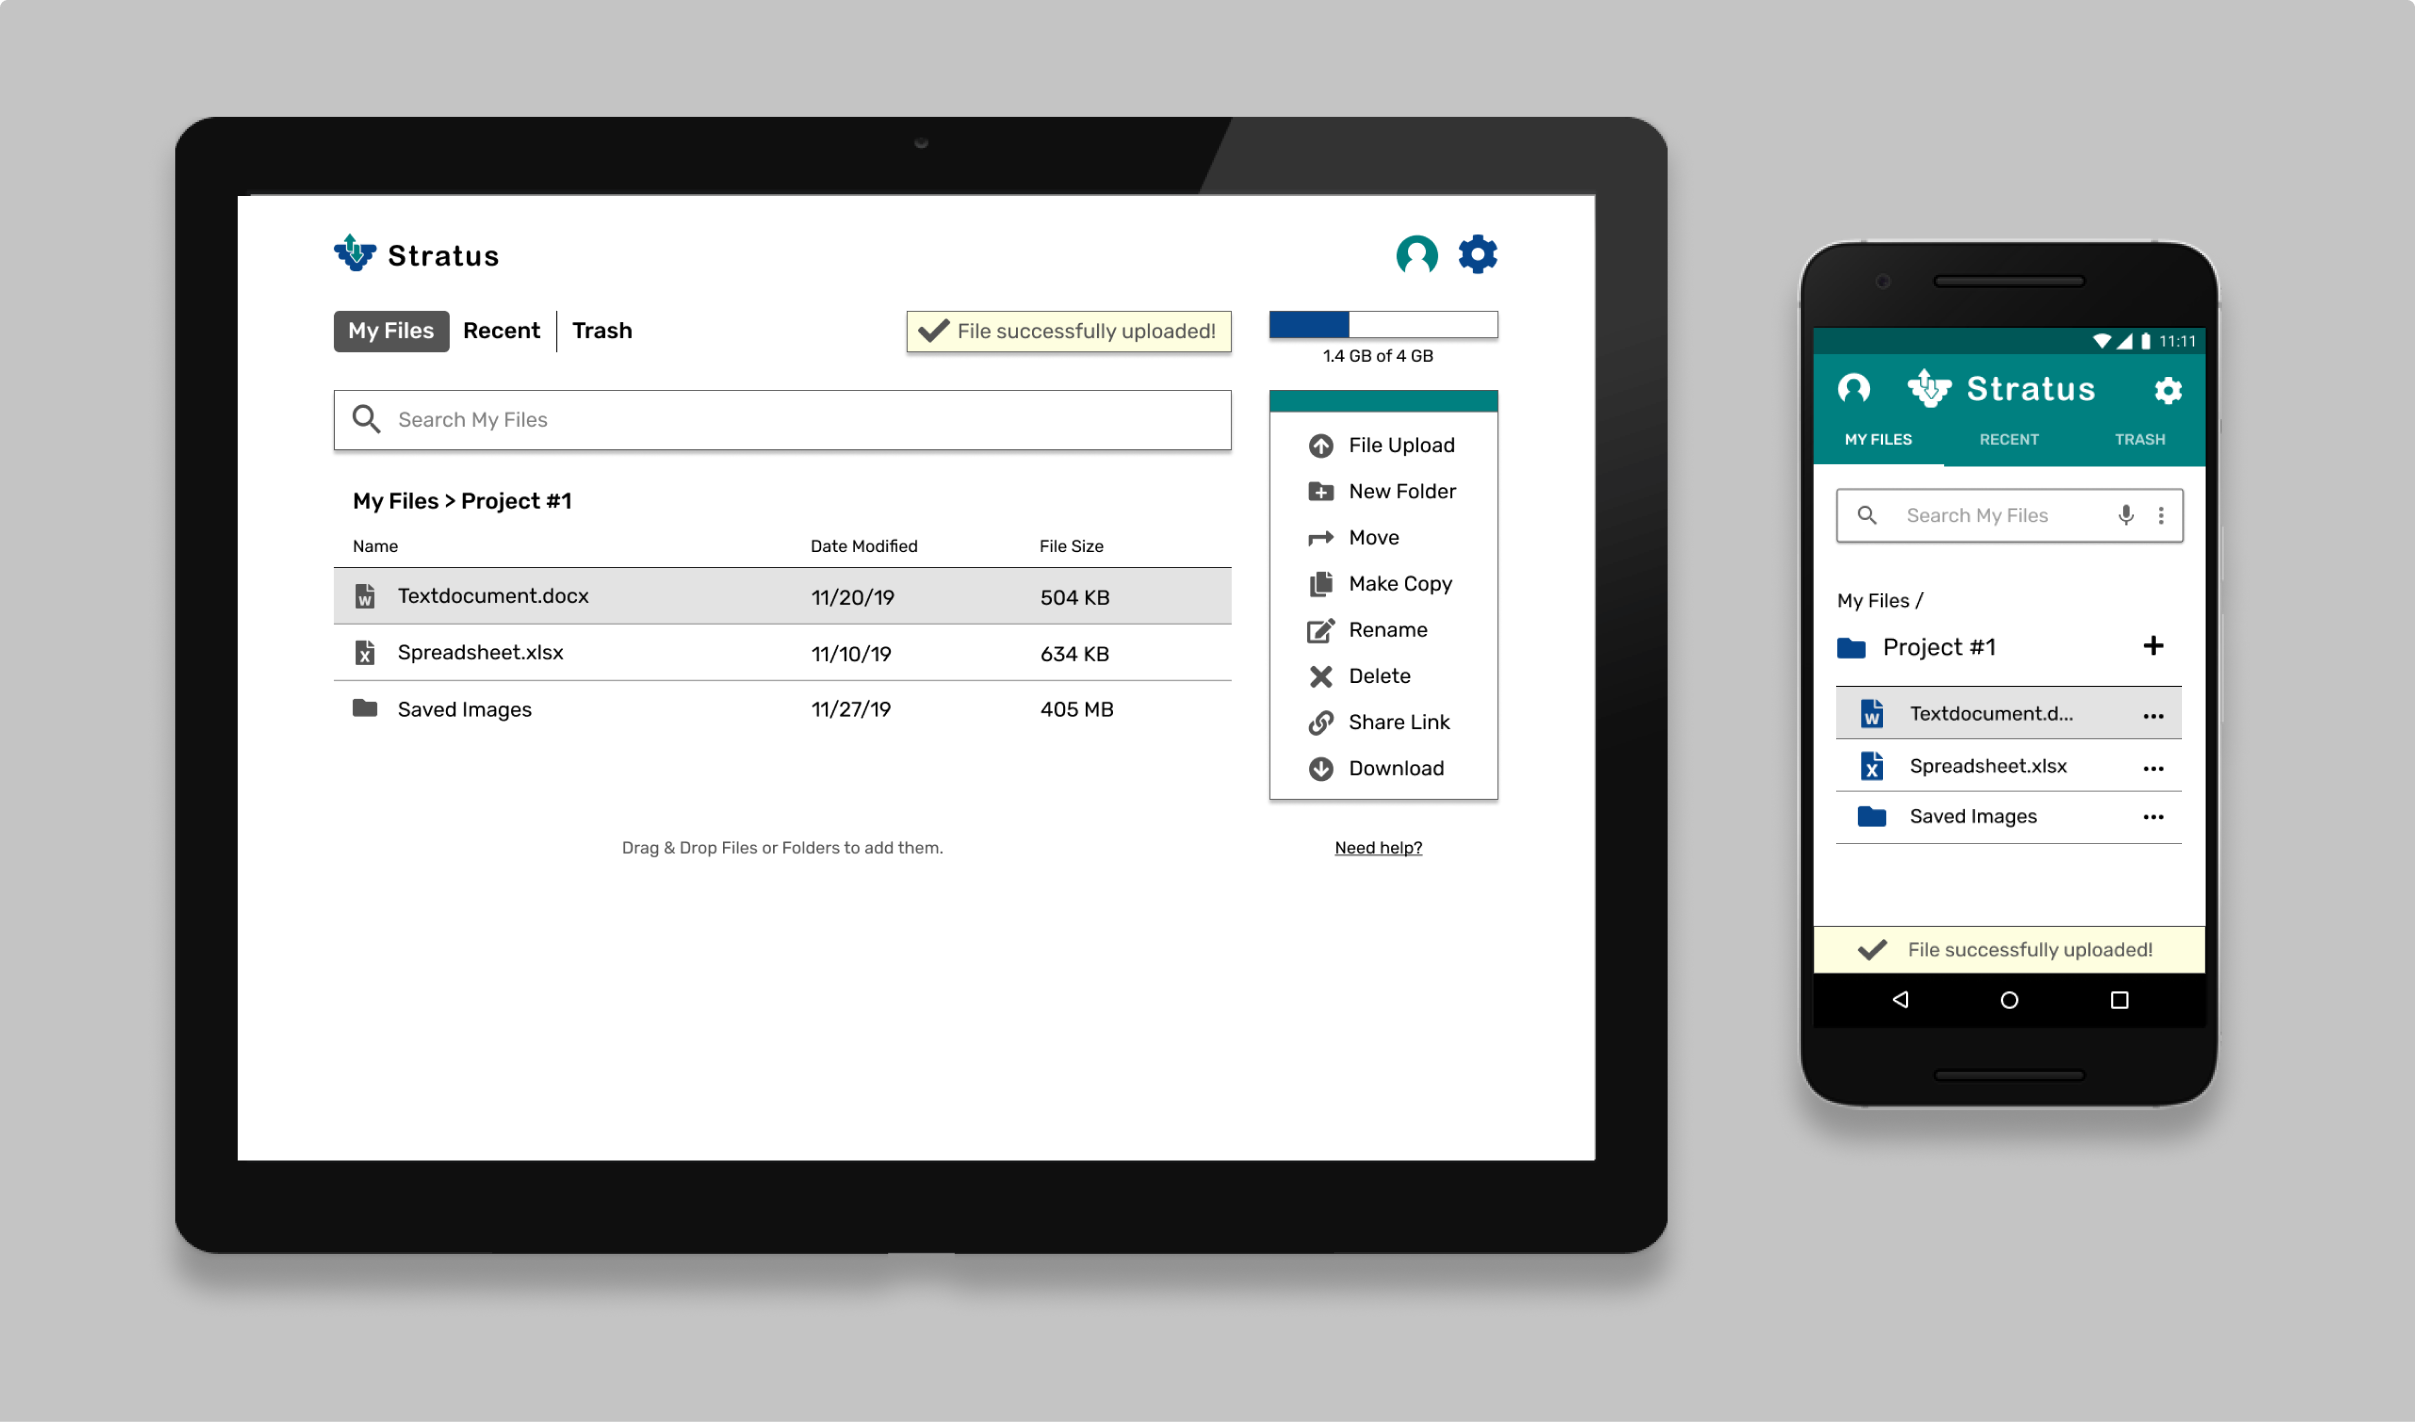 Stratus
My Files Recent Trash
File successfully uploaded!
1.4 GB of 4 GB
Search My Files
My Files > Project #1
Name Date Modified File Size
Textdocument.docx 11/20/19 504 KB
Spreadsheet.xlsx 11/10/19 634 KB
Saved Images 11/27/19 405 MB
Drag & Drop Files or Folders to add them.
File Upload
New Folder
Move
Make Copy
Rename
Delete
Share Link
Download
Need help?
11:11
Stratus
MY FILES RECENT TRASH
Search My Files
My Files /
Project #1
Textdocument.d...
Spreadsheet.xlsx
Saved Images
File successfully uploaded!